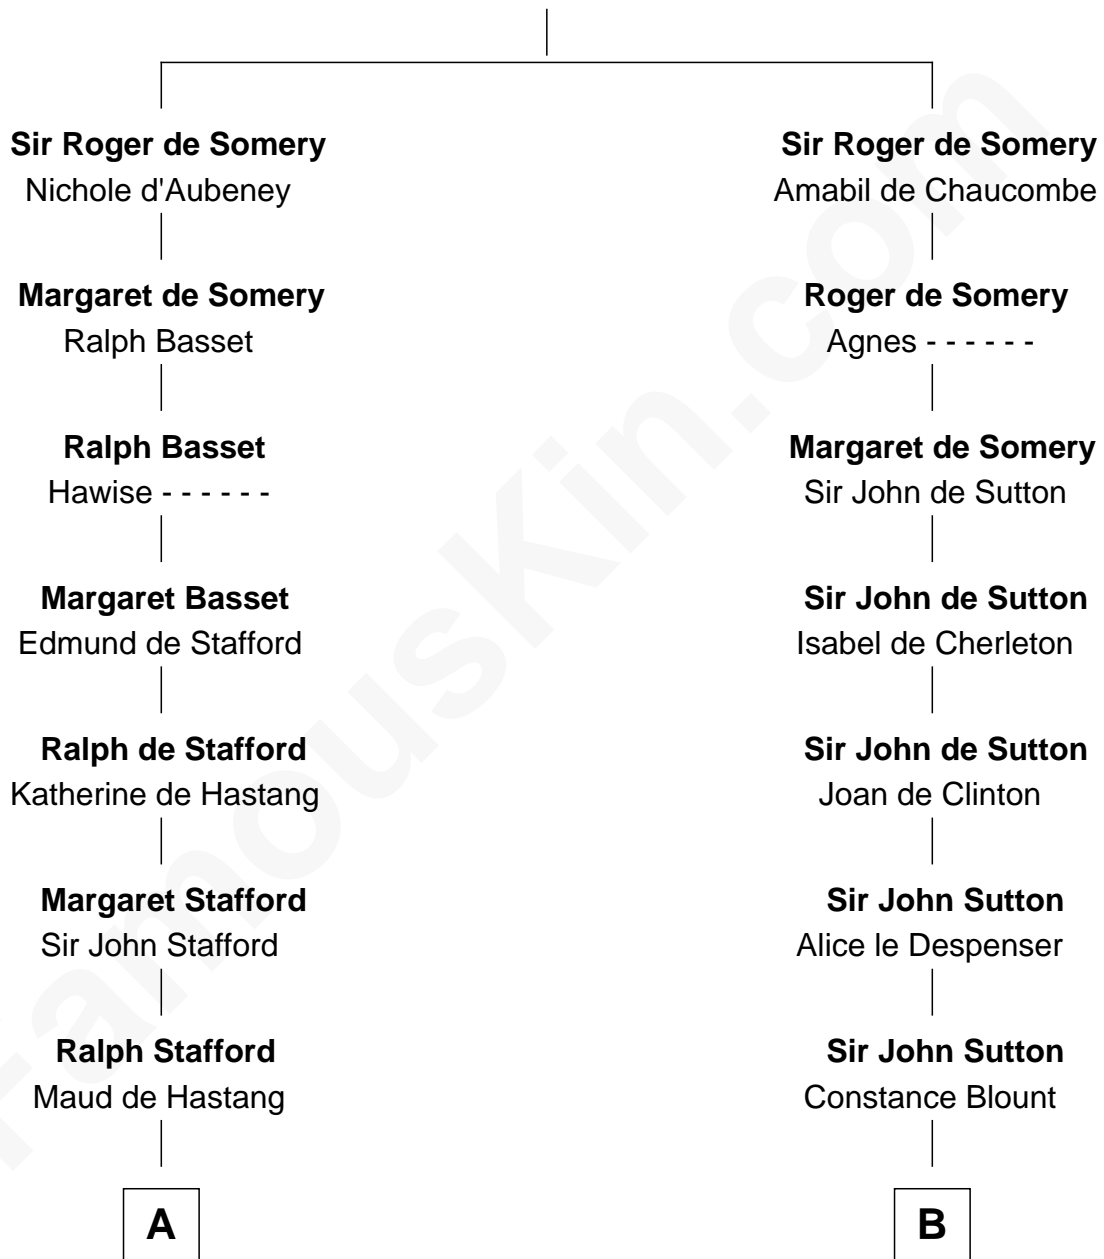 Sir Roger de Somery
Nichole d'Aubeney
Margaret de Somery
Ralph Basset
Ralph Basset
Hawise - - - - - -
Margaret Basset
Edmund de Stafford
Ralph de Stafford
Katherine de Hastang
Margaret Stafford
Sir John Stafford
Ralph Stafford
Maud de Hastang
A
Sir Roger de Somery
Amabil de Chaucombe
Roger de Somery
Agnes - - - - - -
Margaret de Somery
Sir John de Sutton
Sir John de Sutton
Isabel de Cherleton
Sir John de Sutton
Joan de Clinton
Sir John Sutton
Alice le Despenser
Sir John Sutton
Constance Blount
B
FamousKin.com